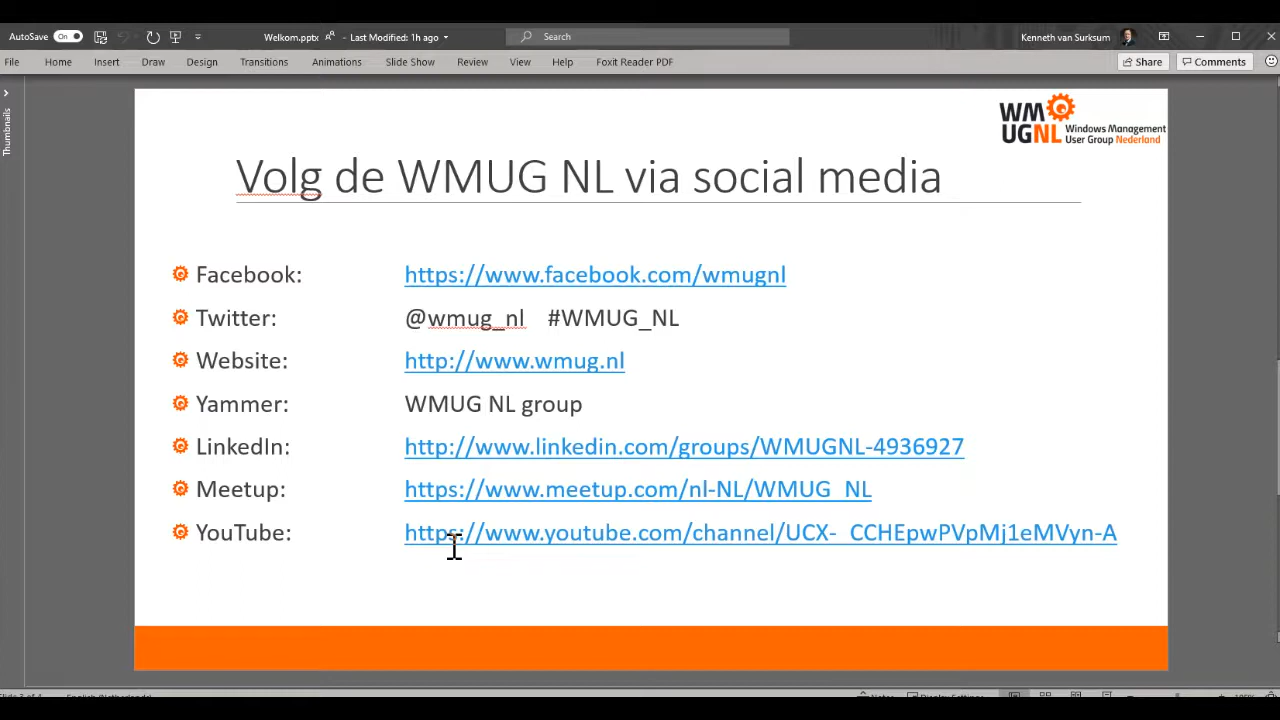 AutoSave On Welkom.pptx - Last Modified: 1h ago Search Kenneth van Surksum
File Home Insert Draw Design Transitions Animations Slide Show Review View Help Foxit Reader PDF Share Comments
Thumbnails
WM UGNL Windows Management User Group Nederland
Volg de WMUG NL via social media
Facebook: https://www.facebook.com/wmugnl
Twitter: @wmug_nl #WMUG_NL
Website: http://www.wmug.nl
Yammer: WMUG NL group
LinkedIn: http://www.linkedin.com/groups/WMUGNL-4936927
Meetup: https://www.meetup.com/nl-NL/WMUG_NL
YouTube: https://www.youtube.com/channel/UCX-_CCHEpwPVpMj1eMVyn-A